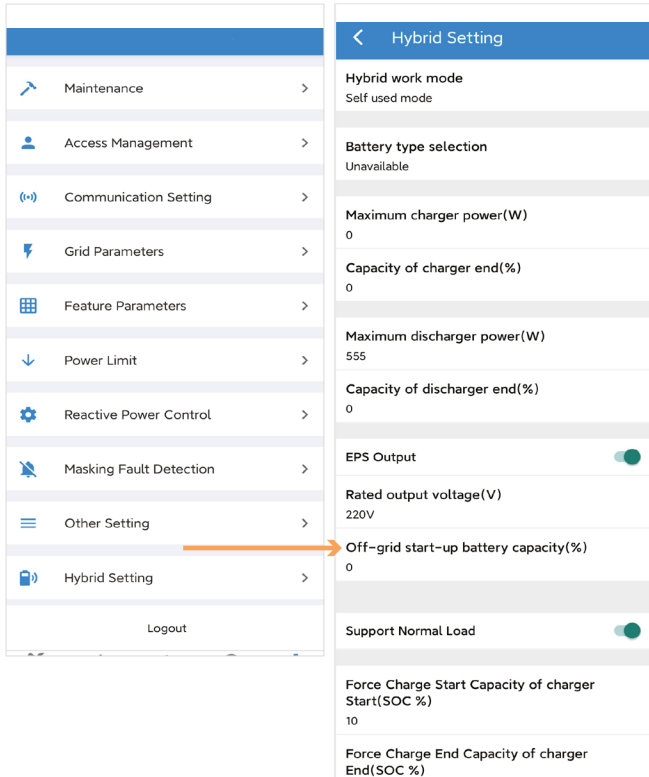 Maintenance
Access Management
Communication Setting
Grid Parameters
Feature Parameters
Power Limit
Reactive Power Control
Masking Fault Detection
Other Setting
Hybrid Setting
Logout
Hybrid Setting
Hybrid work mode
Self used mode
Battery type selection
Unavailable
Maximum charger power(W)
0
Capacity of charger end(%)
0
Maximum discharger power(W)
555
Capacity of discharger end(%)
0
EPS Output
Rated output voltage(V)
220V
Off-grid start-up battery capacity(%)
0
Support Normal Load
Force Charge Start Capacity of charger
Start(SOC %)
10
Force Charge End Capacity of charger
End(SOC %)